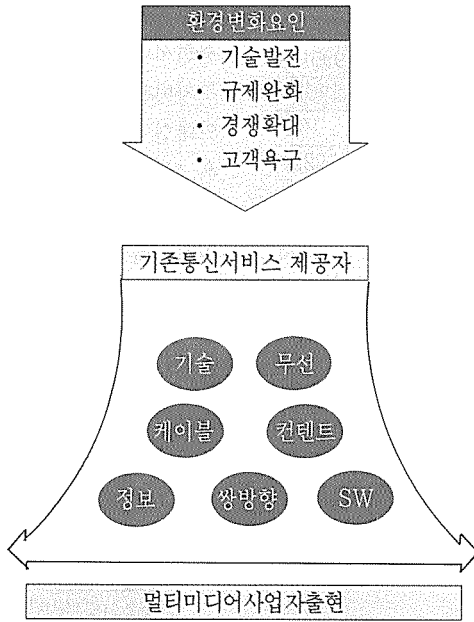 환경변화요인
· 기술발전
· 규제완화
· 경쟁확대
· 고객욕구
기존통신서비스 제공자
기술 무선
케이블 컨텐트
정보 쌍방향 SW
멀티미디어사업자출현